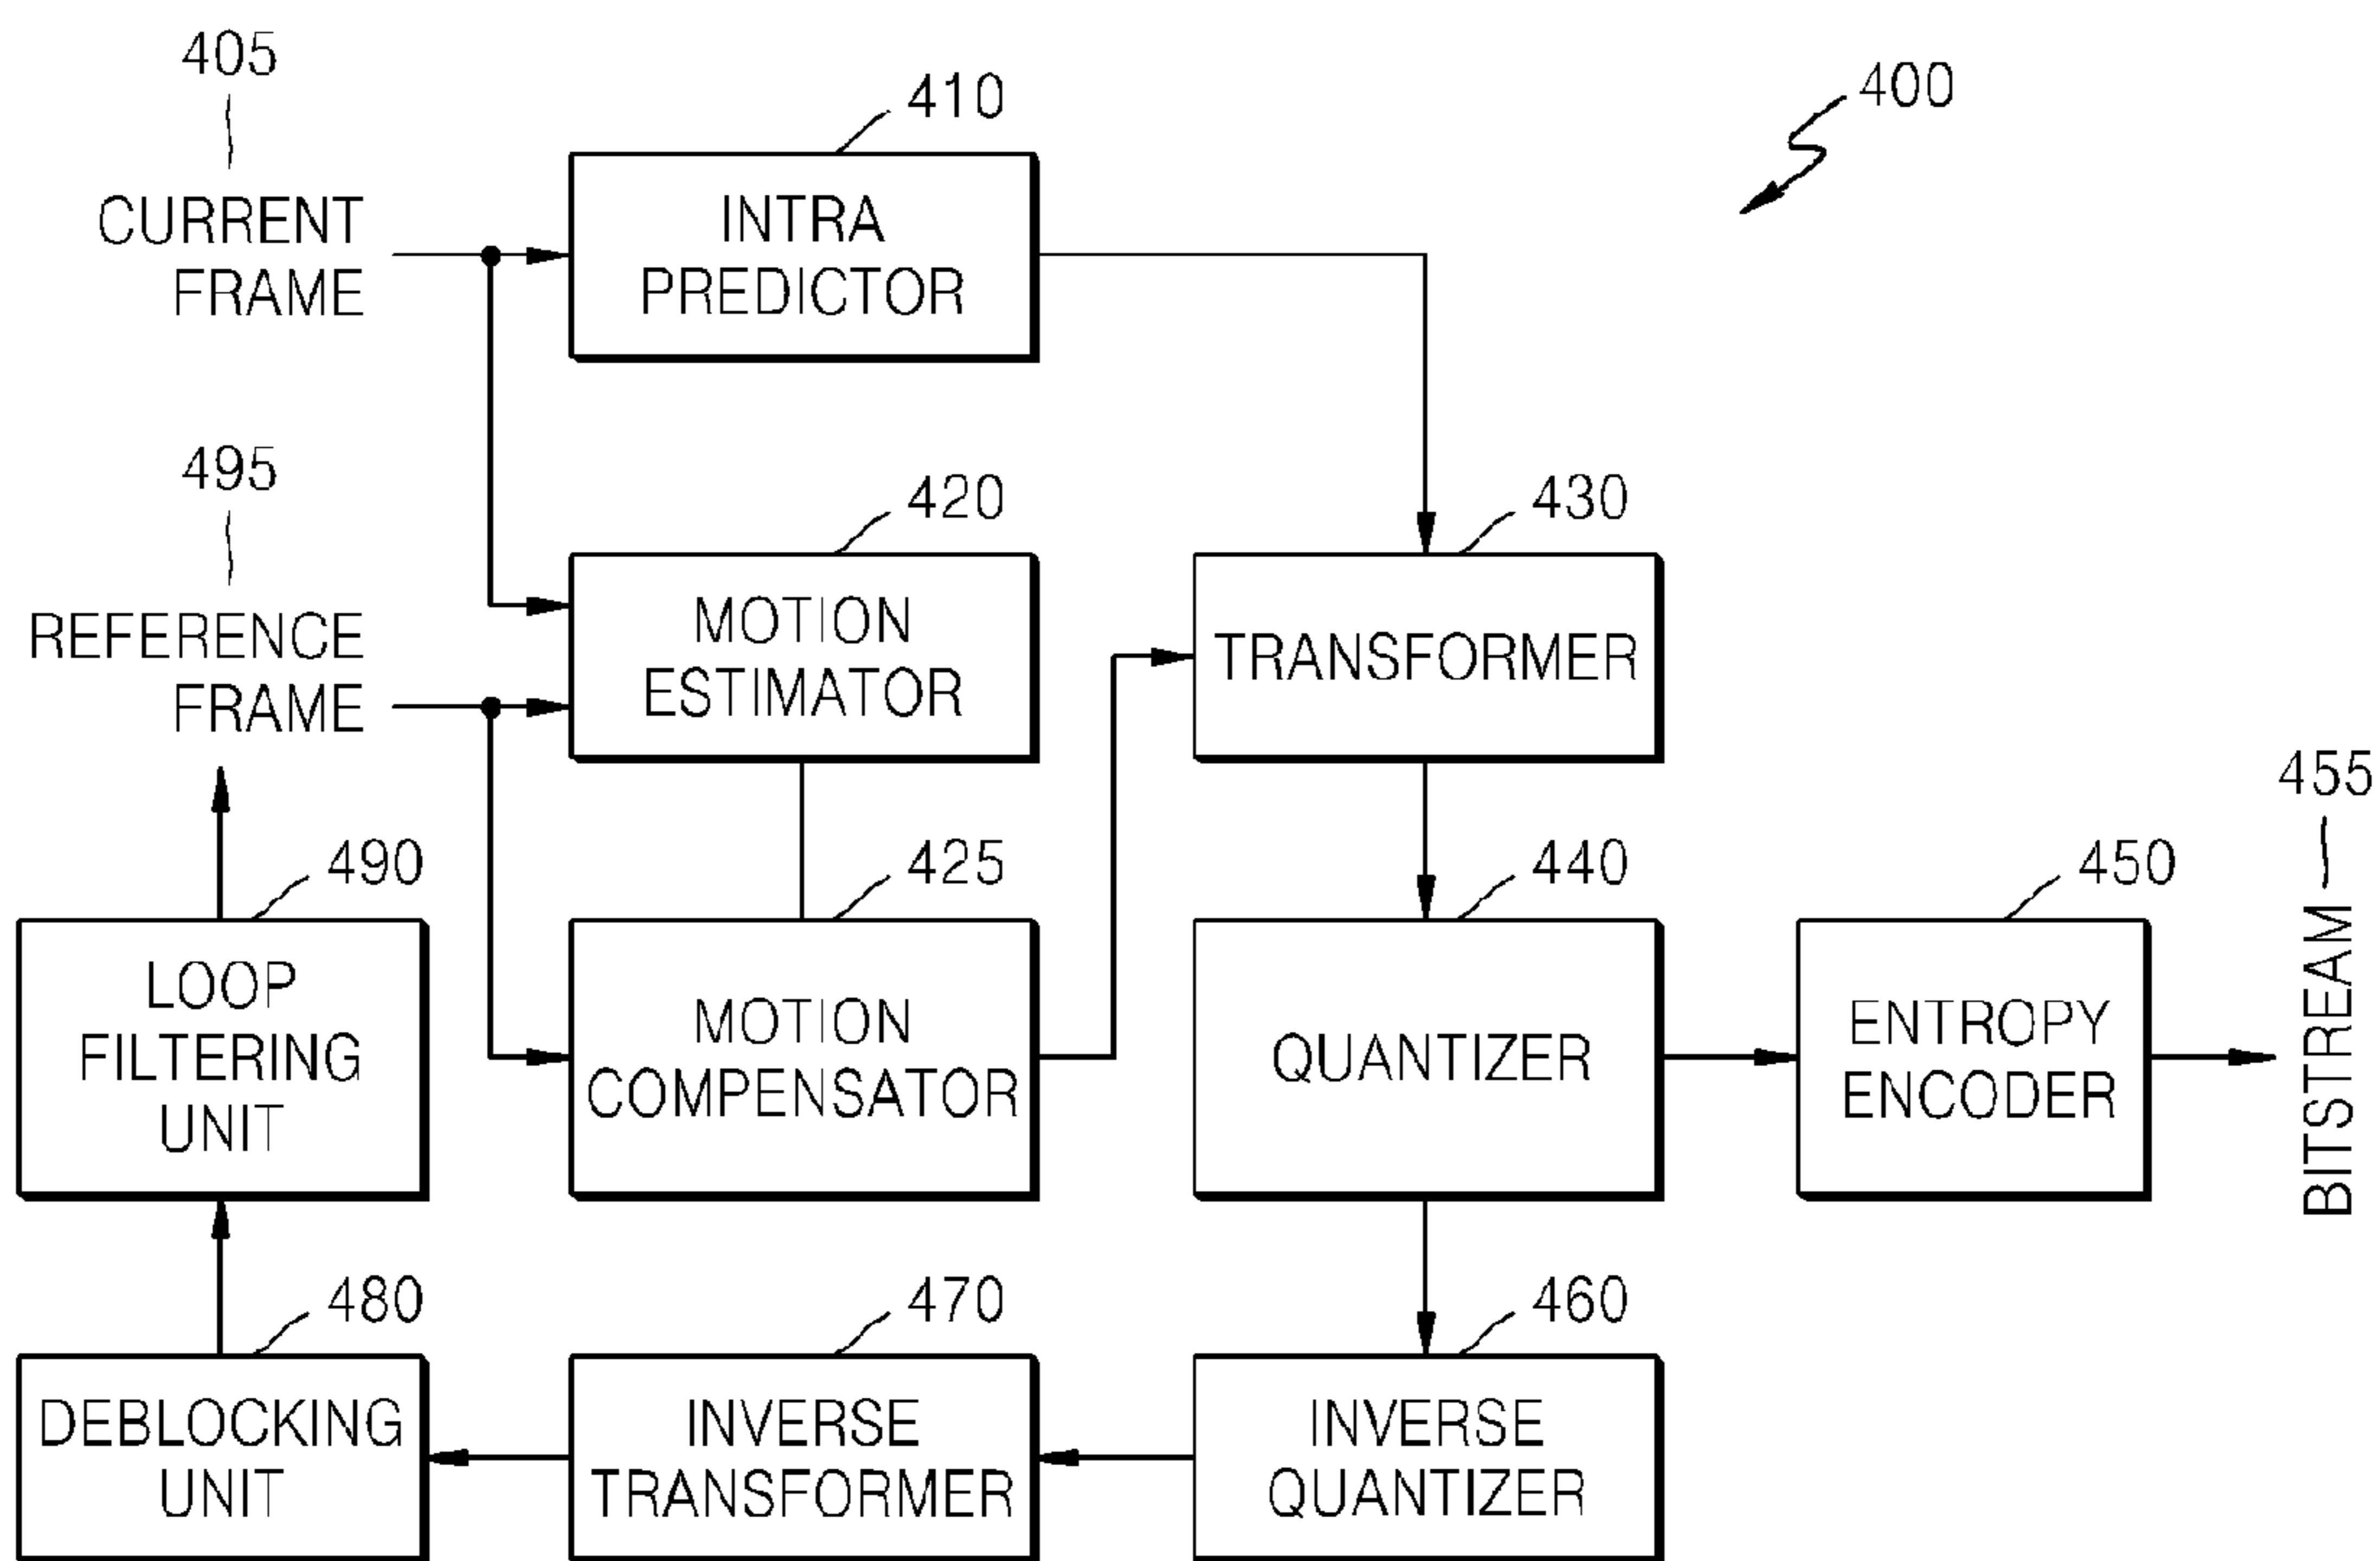 405
CURRENT
FRAME
410
INTRA
PREDICTOR
400
495
REFERENCE
FRAME
420
MOTION
ESTIMATOR
430
TRANSFORMER
490
LOOP
FILTERING
UNIT
425
MOTION
COMPENSATOR
440
QUANTIZER
450
ENTROPY
ENCODER
455
BITSTREAM
480
DEBLOCKING
UNIT
470
INVERSE
TRANSFORMER
460
INVERSE
QUANTIZER